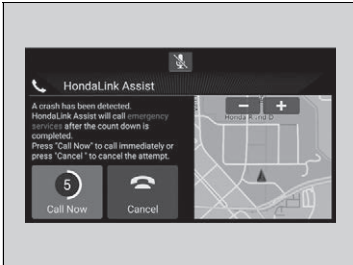 HondaLink Assist
A crash has been detected.
HondaLink Assist will call emergency
services after the count down is
completed.
Press "Call Now" to call immediately or
press "Cancel" to cancel the attempt.
5
Call Now
Cancel
− +